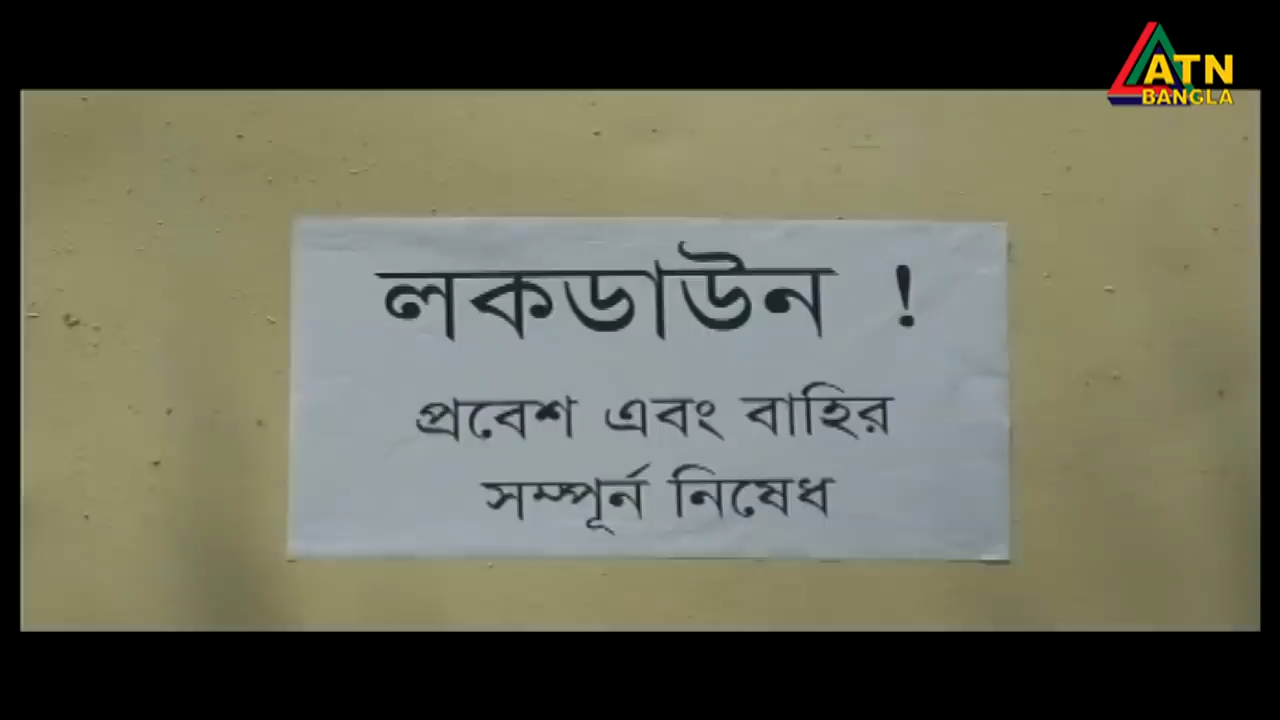 ATN
BANGLA
লকডাউন !
প্রবেশ এবং বাহির
সম্পূর্ন নিষেধ